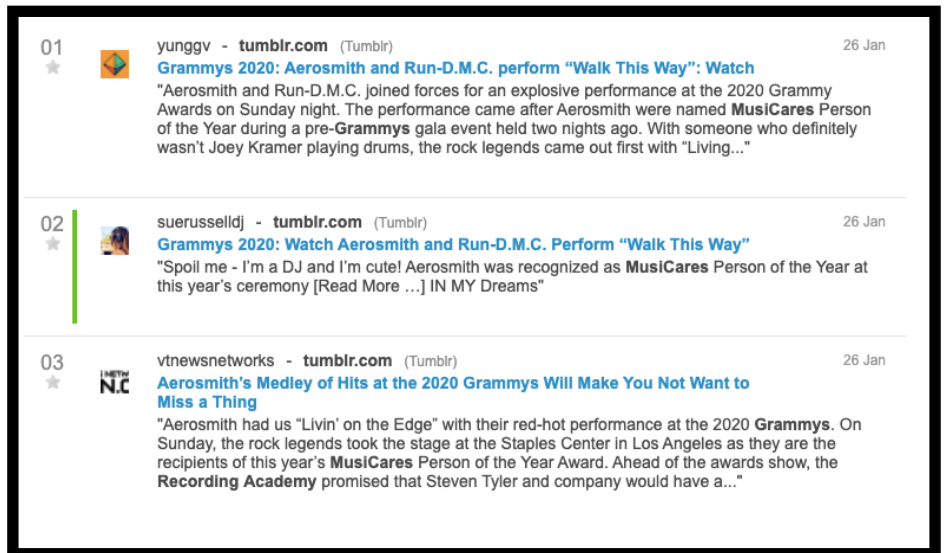 01
yunggv - tumblr.com (Tumblr)
26 Jan
Grammys 2020: Aerosmith and Run-D.M.C. perform “Walk This Way”: Watch
"Aerosmith and Run-D.M.C. joined forces for an explosive performance at the 2020 Grammy
Awards on Sunday night. The performance came after Aerosmith were named MusiCares Person
of the Year during a pre-Grammys gala event held two nights ago. With someone who definitely
wasn’t Joey Kramer playing drums, the rock legends came out first with “Living..."
02
suerusselldj - tumblr.com (Tumblr)
26 Jan
Grammys 2020: Watch Aerosmith and Run-D.M.C. Perform “Walk This Way”
"Spoil me - I’m a DJ and I’m cute! Aerosmith was recognized as MusiCares Person of the Year at
this year’s ceremony [Read More …] IN MY Dreams"
03
vtnewsnetworks - tumblr.com (Tumblr)
26 Jan
N.C
Aerosmith’s Medley of Hits at the 2020 Grammys Will Make You Not Want to
Miss a Thing
"Aerosmith had us “Livin’ on the Edge” with their red-hot performance at the 2020 Grammys. On
Sunday, the rock legends took the stage at the Staples Center in Los Angeles as they are the
recipients of this year’s MusiCares Person of the Year Award. Ahead of the awards show, the
Recording Academy promised that Steven Tyler and company would have a..."